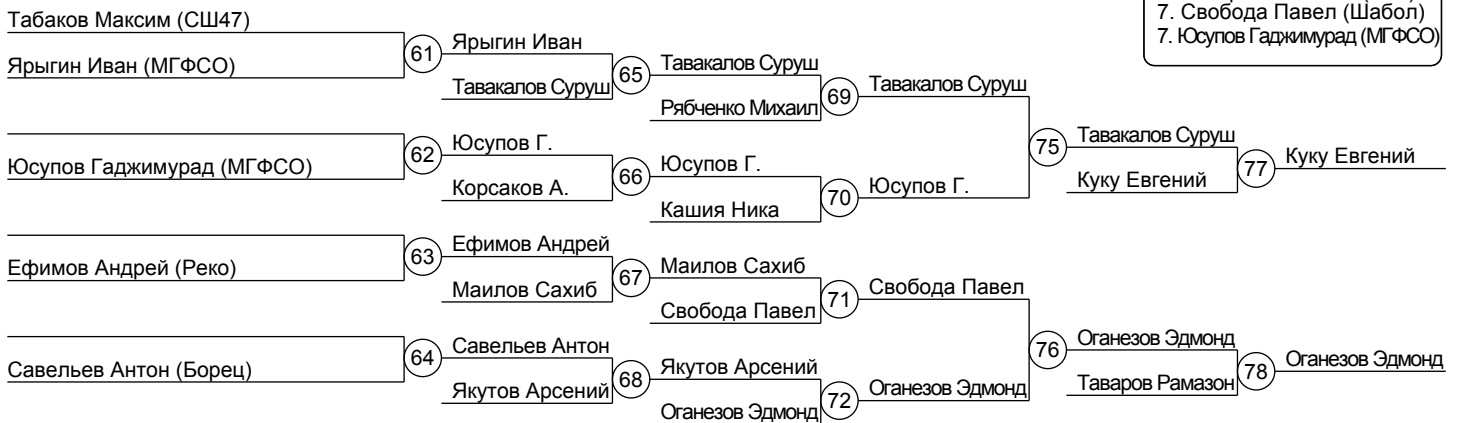 7. Свобода Павел (Шабол)
7. Юсупов Гаджимурад (МГФСО)
Табаков Максим (СШ47)
Ярыгин Иван (МГФСО)
61
Ярыгин Иван
Тавакалов Суруш
65
Тавакалов Суруш
Рябченко Михаил
69
Тавакалов Суруш
Юсупов Гаджимурад (МГФСО)
62
Юсупов Г.
Корсаков А.
66
Юсупов Г.
Кашия Ника
70
Юсупов Г.
75
Тавакалов Суруш
Куку Евгений
77
Куку Евгений
Ефимов Андрей (Реко)
63
Ефимов Андрей
Маилов Сахиб
67
Маилов Сахиб
Свобода Павел
71
Свобода Павел
Савельев Антон (Борец)
64
Савельев Антон
Якутов Арсений
68
Якутов Арсений
Оганезов Эдмонд
72
Оганезов Эдмонд
76
Оганезов Эдмонд
Таваров Рамазон
78
Оганезов Эдмонд